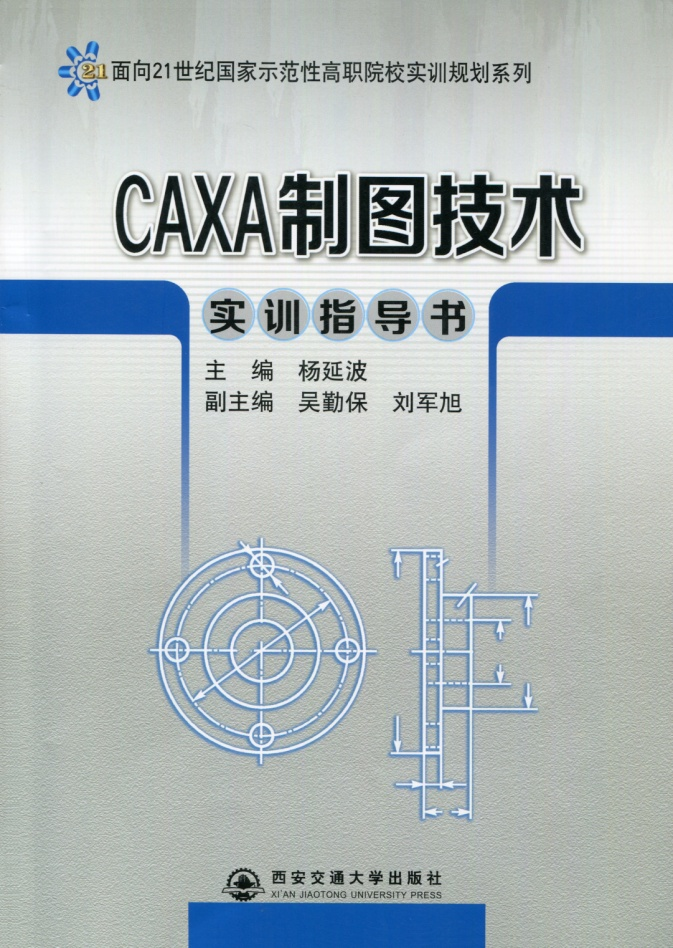 21
面向21世纪国家示范性高职院校实训规划系列
CAXA制图技术
实训指导书
主 编 杨延波
副主编 吴勤保 刘军旭
西安交通大学出版社
XI'AN JIAOTONG UNIVERSITY PRESS